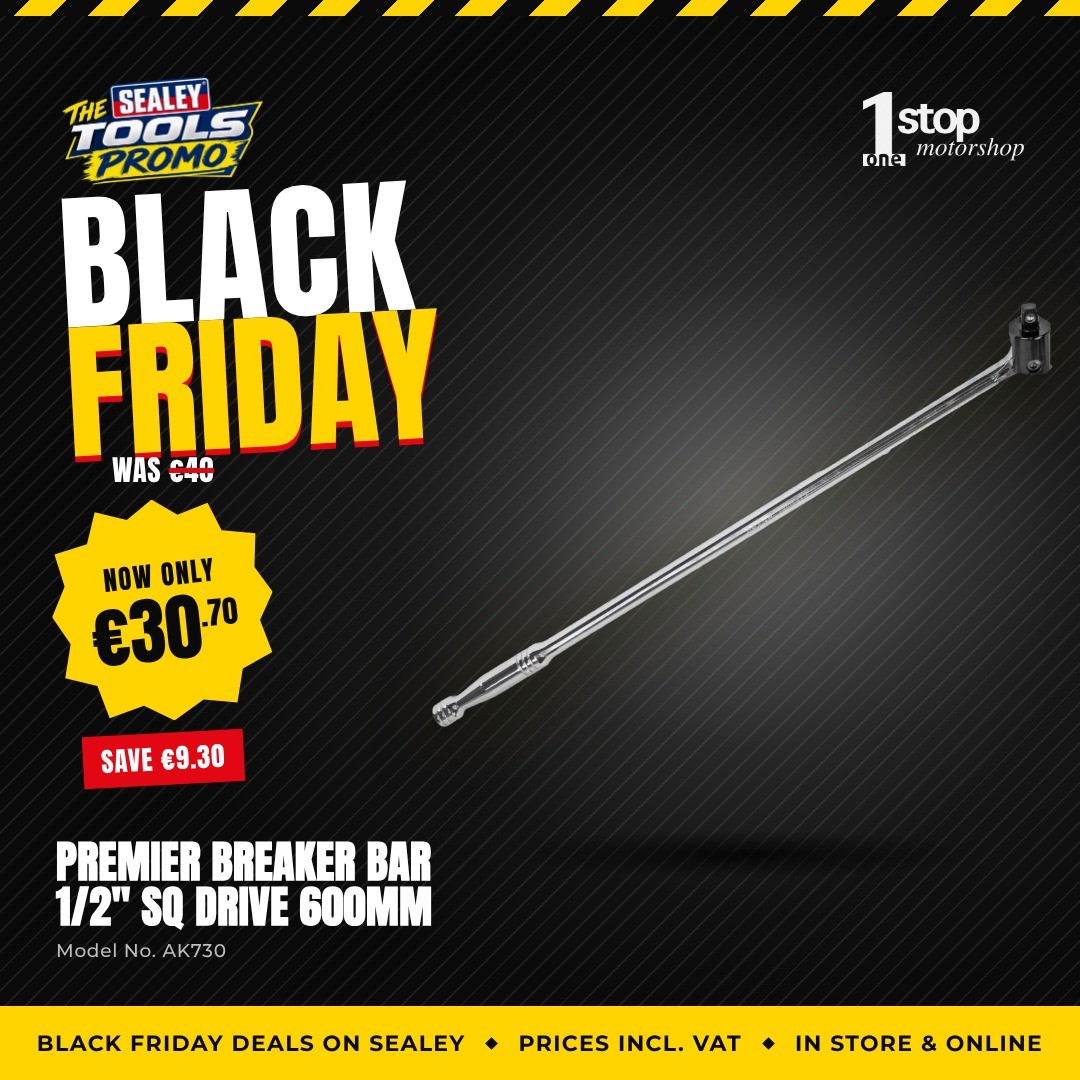 THE SEALEY
TOOLS
PROMO
1 stop
one motorshop
BLACK
FRIDAY
WAS €40
NOW ONLY
€30.70
SAVE €9.30
PREMIER BREAKER BAR
1/2" SQ DRIVE 600MM
Model No. AK730
BLACK FRIDAY DEALS ON SEALEY ◆ PRICES INCL. VAT ◆ IN STORE & ONLINE